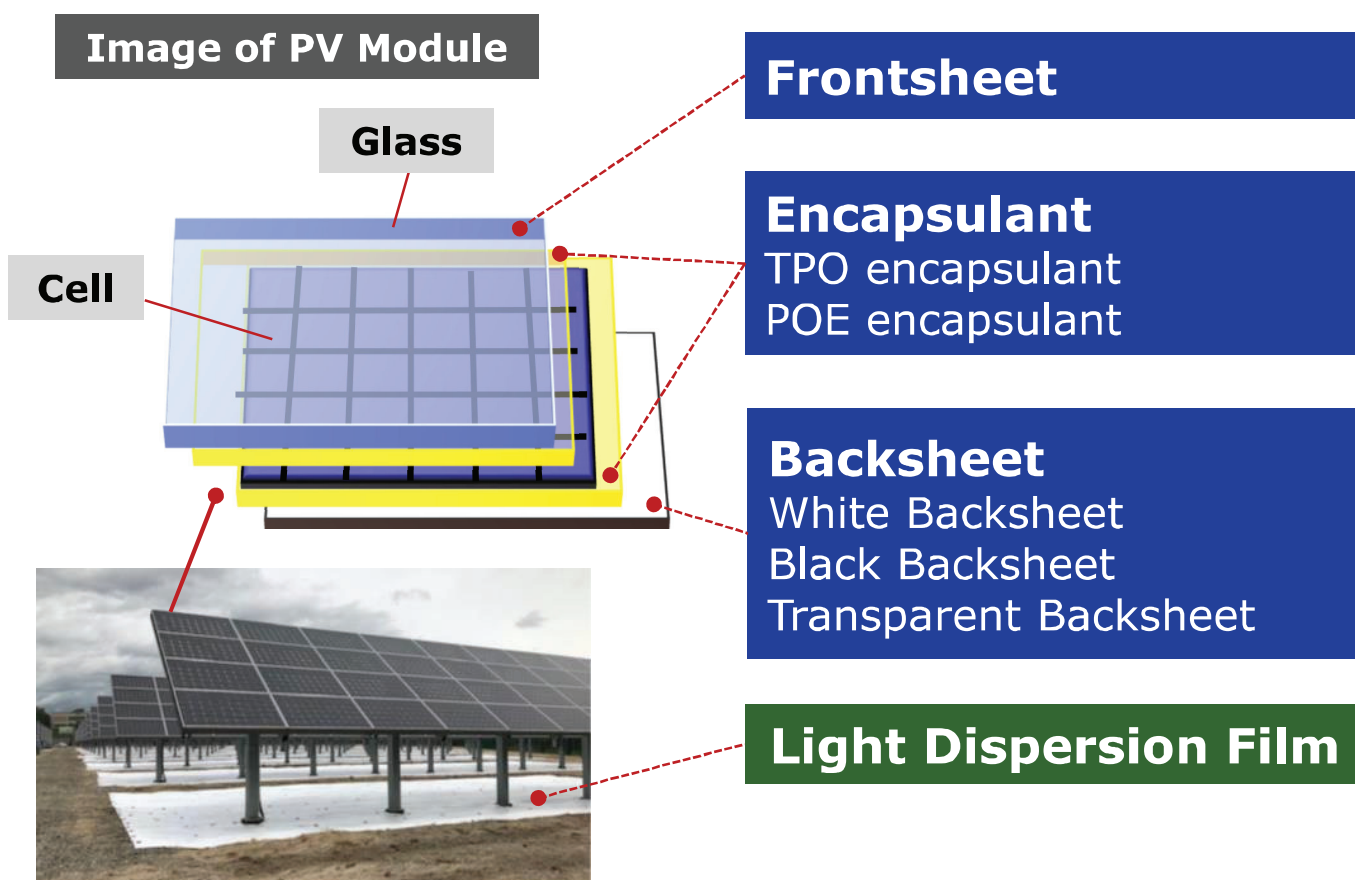 Image of PV Module
Glass
Cell
Frontsheet
Encapsulant
TPO encapsulant
POE encapsulant
Backsheet
White Backsheet
Black Backsheet
Transparent Backsheet
Light Dispersion Film